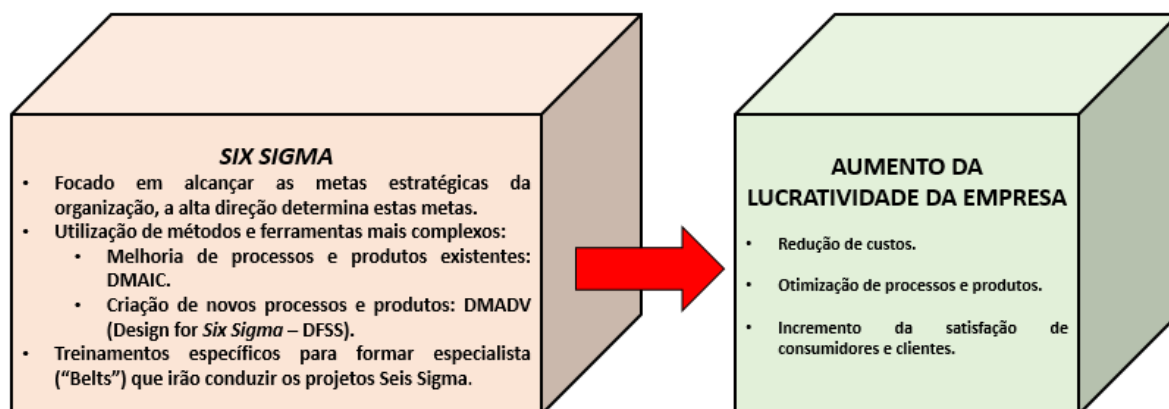 SIX SIGMA
• Focado em alcançar as metas estratégicas da
organização, a alta direção determina estas metas.
• Utilização de métodos e ferramentas mais complexos:
• Melhoria de processos e produtos existentes:
DMAIC.
• Criação de novos processos e produtos: DMADV
(Design for Six Sigma – DFSS).
• Treinamentos específicos para formar especialista
("Belts") que irão conduzir os projetos Seis Sigma.
AUMENTO DA
LUCRATIVIDADE DA EMPRESA
• Redução de custos.
• Otimização de processos e produtos.
• Incremento da satisfação de
consumidores e clientes.